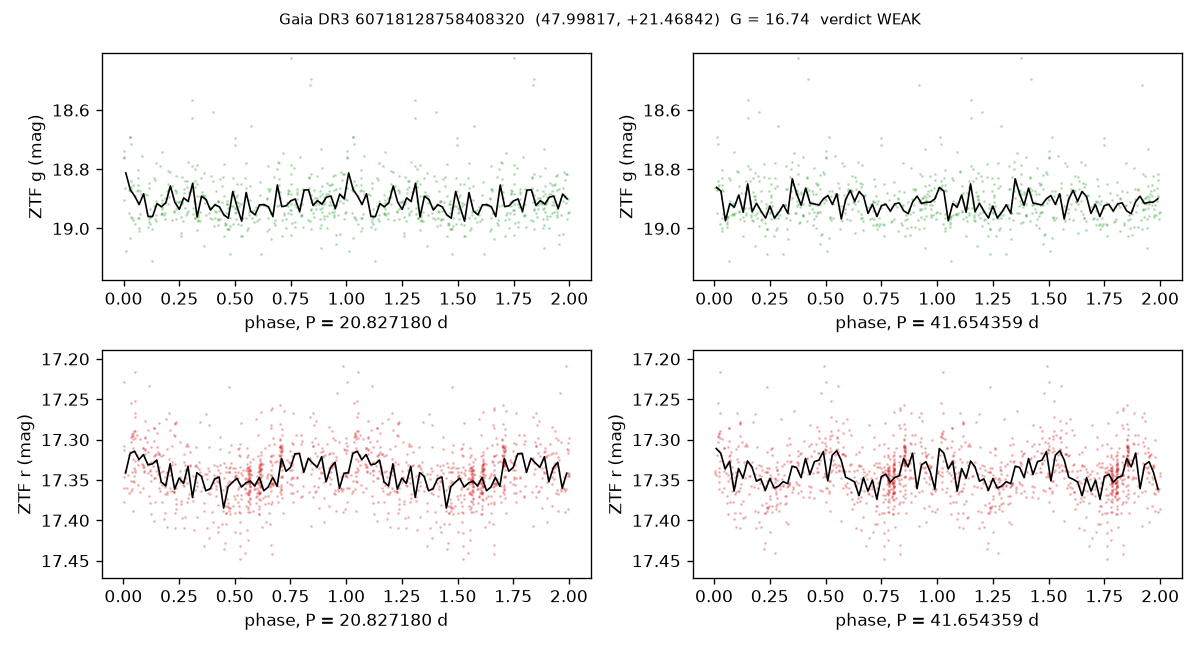 Gaia DR3 60718128758408320  (47.99817, +21.46842)  G = 16.74  verdict WEAK
ZTF g (mag)
18.6
18.8
19.0
0.00 0.25 0.50 0.75 1.00 1.25 1.50 1.75 2.00
phase, P = 20.827180 d
ZTF g (mag)
18.6
18.8
19.0
0.00 0.25 0.50 0.75 1.00 1.25 1.50 1.75 2.00
phase, P = 41.654359 d
ZTF r (mag)
17.20
17.25
17.30
17.35
17.40
17.45
0.00 0.25 0.50 0.75 1.00 1.25 1.50 1.75 2.00
phase, P = 20.827180 d
ZTF r (mag)
17.20
17.25
17.30
17.35
17.40
17.45
0.00 0.25 0.50 0.75 1.00 1.25 1.50 1.75 2.00
phase, P = 41.654359 d